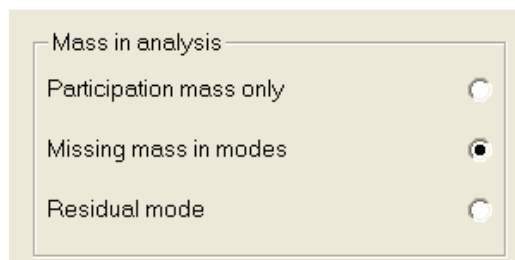 Mass in analysis
Participation mass only
Missing mass in modes
Residual mode